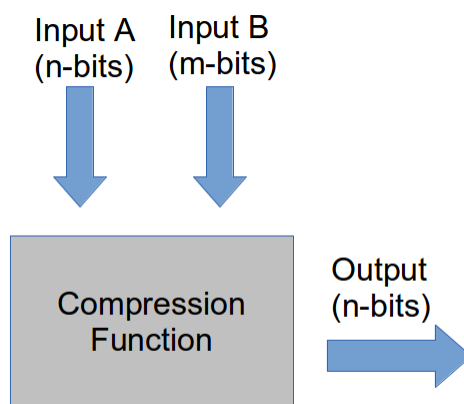 Input A
(n-bits)
Input B
(m-bits)
Compression
Function
Output
(n-bits)